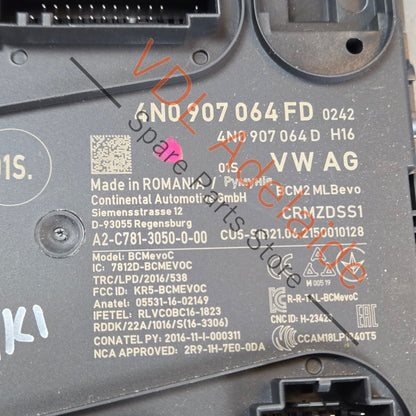 4N0 907 064 FD 0242
4N0 907 064 D H16
01S
VW AG
Made in ROMANIA /
BCM2 MLBevo
Continental Automotive GmbH
Siemensstrasse 12
CRMZDSS1
D-93055 Regensburg
A2-C781-3050-0-00
Model: BCMevoC
IC: 7812D-BCMEVOC
TRC/LPD/2016/538
FCC ID: KR5-BCMEVOC
Anatel: 05531-16-02149
IFETEL: RLVCOBC16-1823
RDDK/22A/1016/S(16-3306)
CONATEL PY: 2016-11-I-000311
NCA APPROVED: 2R9-1H-7E0-0DA
01S.
VDL Adelaide
Spare Parts